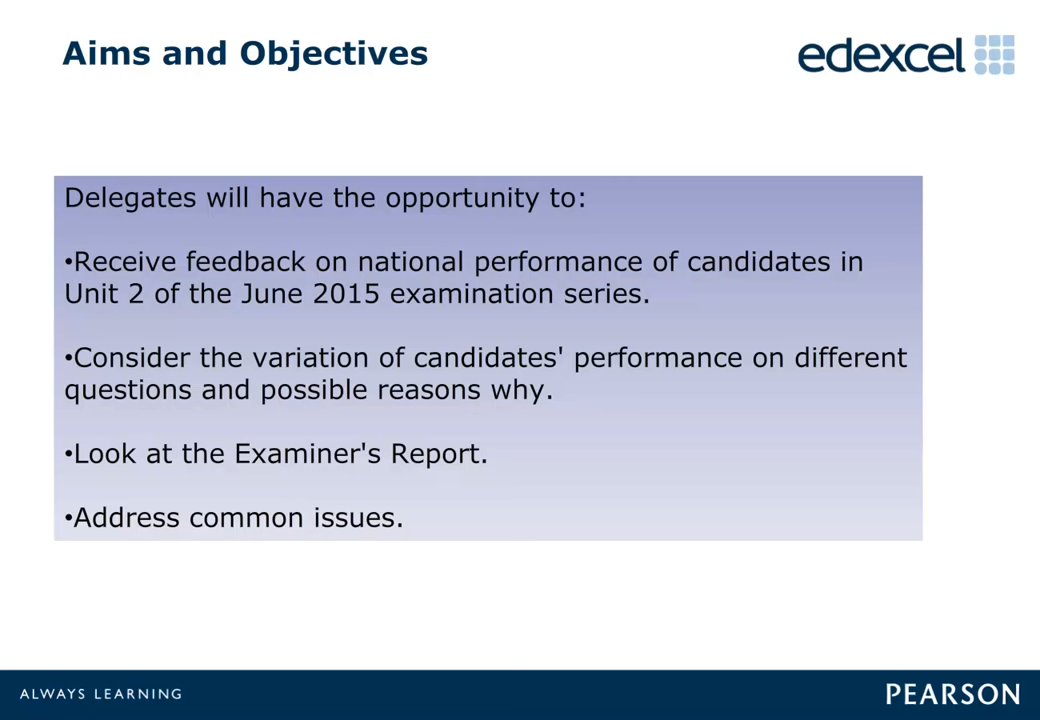 Aims and Objectives
edexcel
Delegates will have the opportunity to:
•Receive feedback on national performance of candidates in
Unit 2 of the June 2015 examination series.
•Consider the variation of candidates' performance on different
questions and possible reasons why.
•Look at the Examiner's Report.
•Address common issues.
ALWAYS LEARNING
PEARSON